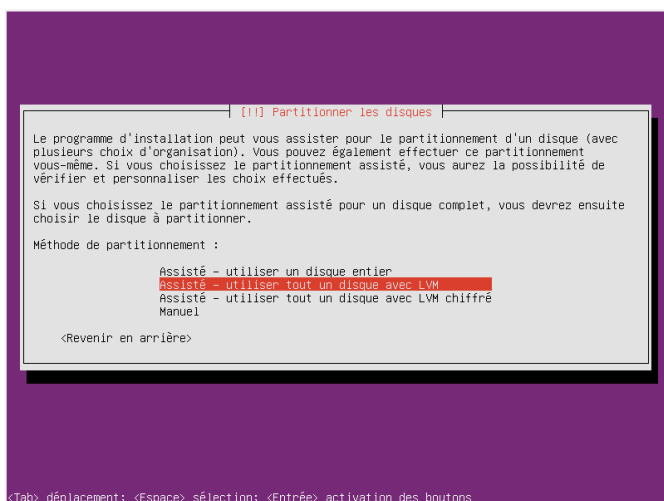 [!!] Partitionner les disques
Le programme d'installation peut vous assister pour le partitionnement d'un disque (avec
plusieurs choix d'organisation). Vous pouvez également effectuer ce partitionnement
vous-même. Si vous choisissez le partitionnement assisté, vous aurez la possibilité de
vérifier et personnaliser les choix effectués.
Si vous choisissez le partitionnement assisté pour un disque complet, vous devrez ensuite
choisir le disque à partitionner.
Méthode de partitionnement :
Assisté - utiliser un disque entier
Assisté - utiliser tout un disque avec LVM
Assisté - utiliser tout un disque avec LVM chiffré
Manuel
<Revenir en arrière>
<Tab> déplacement; <Espace> sélection; <Entrée> activation des boutons